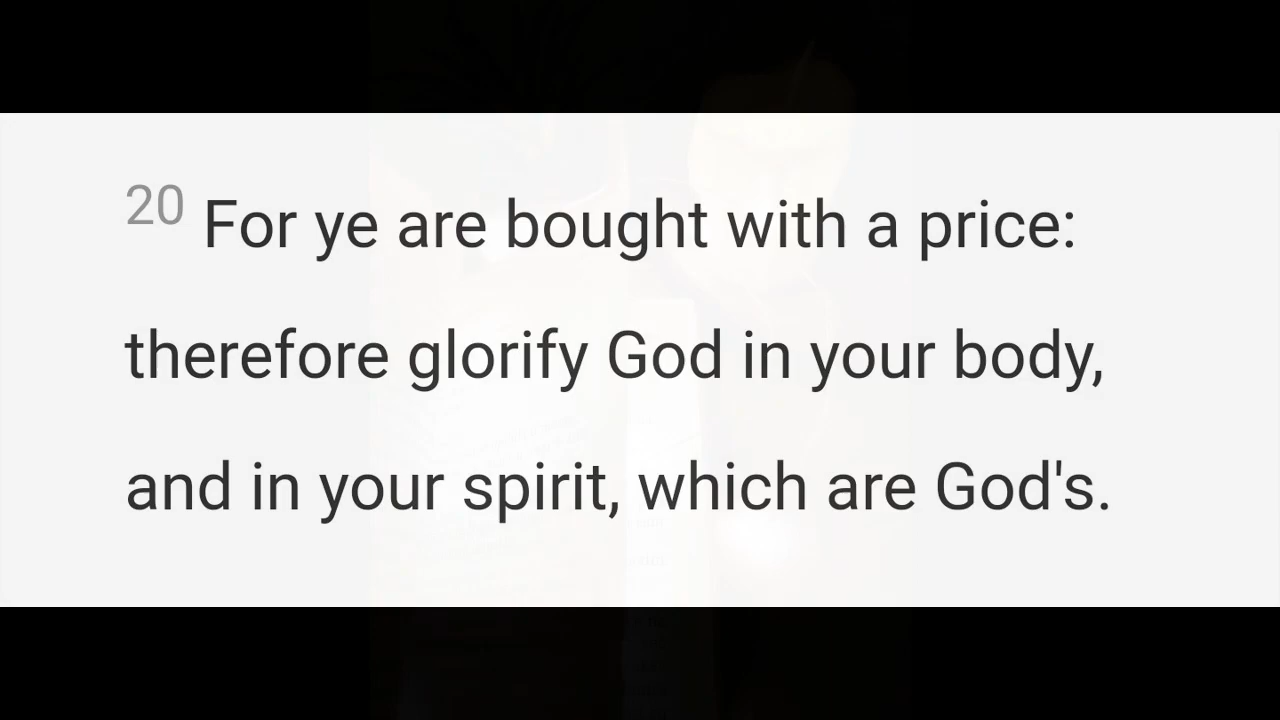 20 For ye are bought with a price:
therefore glorify God in your body,
and in your spirit, which are God's.